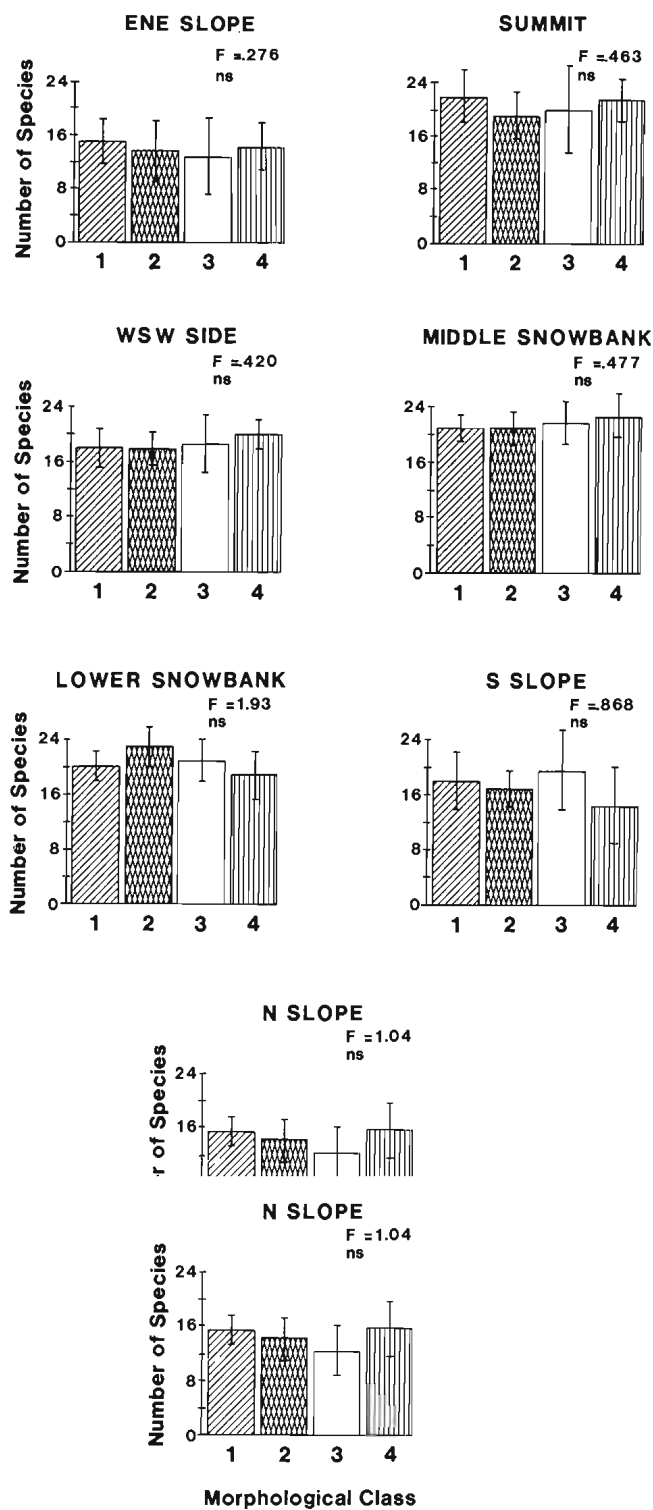 ENE SLOPE
F =.276
ns
Number of Species
24
16
8
0
1 2 3 4
SUMMIT
F =.463
ns
24
16
8
0
1 2 3 4
WSW SIDE
F =.420
ns
Number of Species
24
16
8
0
1 2 3 4
MIDDLE SNOWBANK
F =.477
ns
24
16
8
0
1 2 3 4
LOWER SNOWBANK
F =1.93
ns
Number of Species
24
16
8
0
1 2 3 4
S SLOPE
F =.868
ns
24
16
8
0
1 2 3 4
N SLOPE
F =1.04
ns
r of Species
24
16
N SLOPE
F =1.04
ns
Number of Species
24
16
8
0
1 2 3 4
Morphological Class